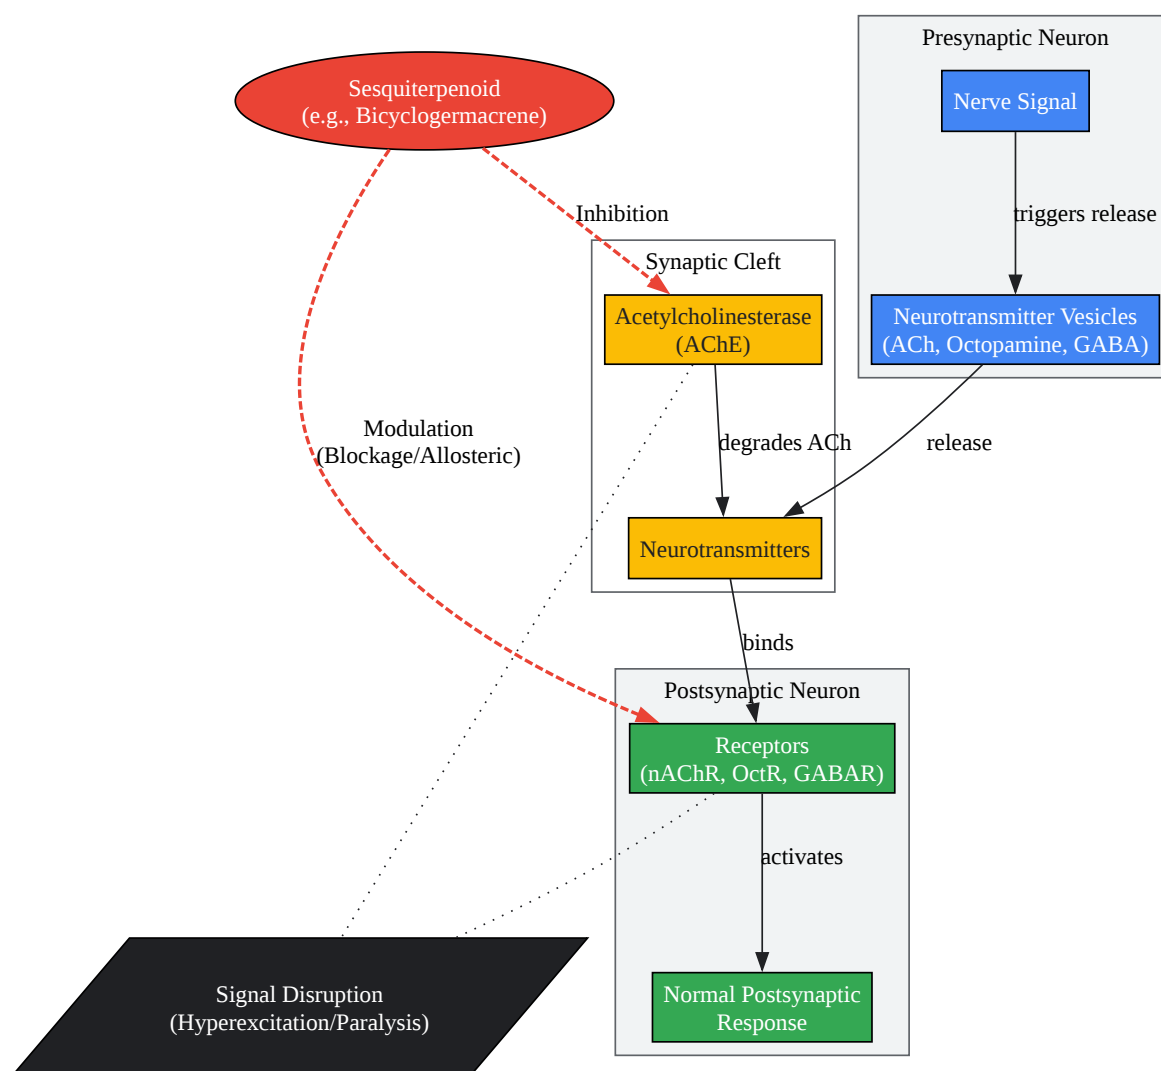 Presynaptic Neuron
Sesquiterpenoid
(e.g., Bicyclogermacrene)
Nerve Signal
Inhibition
triggers release
Synaptic Cleft
Acetylcholinesterase
(AChE)
Neurotransmitter Vesicles
(ACh, Octopamine, GABA)
Modulation
(Blockage/Allosteric)
degrades ACh
release
Neurotransmitters
binds
Postsynaptic Neuron
Receptors
(nAChR, OctR, GABAR)
activates
Signal Disruption
(Hyperexcitation/Paralysis)
Normal Postsynaptic
Response